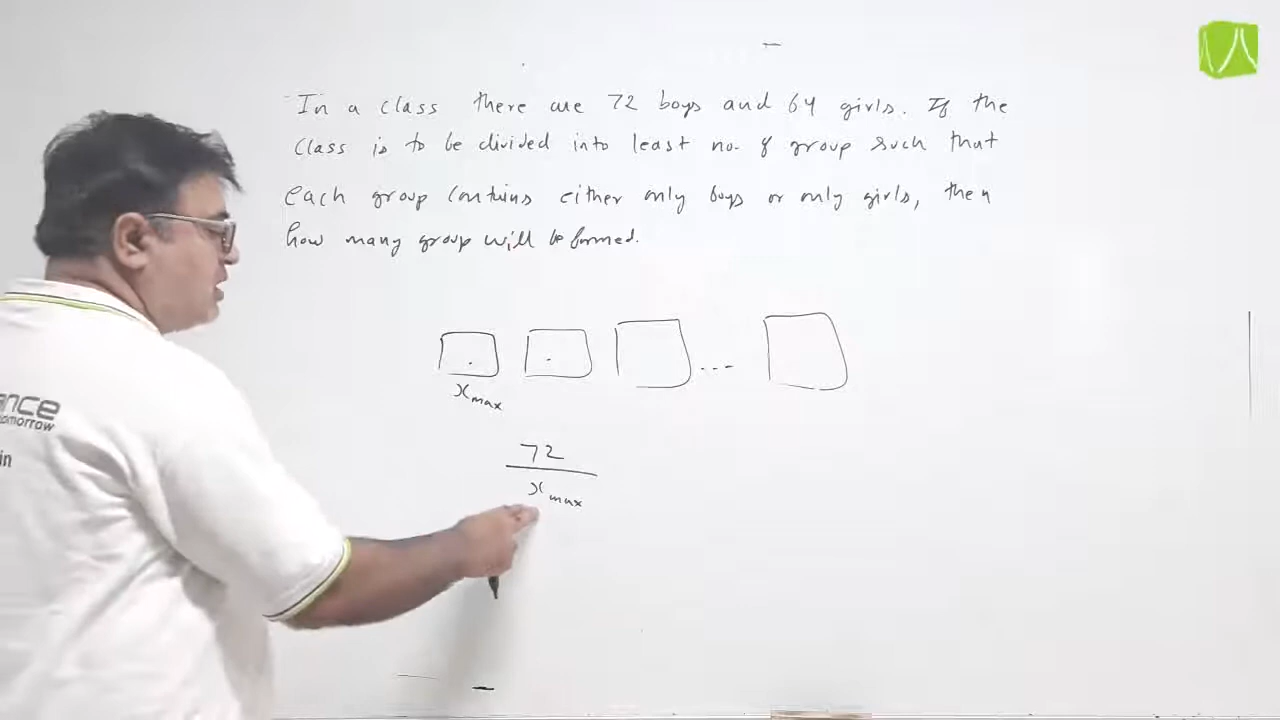 In a class there are 72 boys and 64 girls. If the
class is to be divided into least no. of group such that
each group contains either only boys or only girls, then
how many group will be formed.
...
x max
72
x max
ance
tomorrow
in